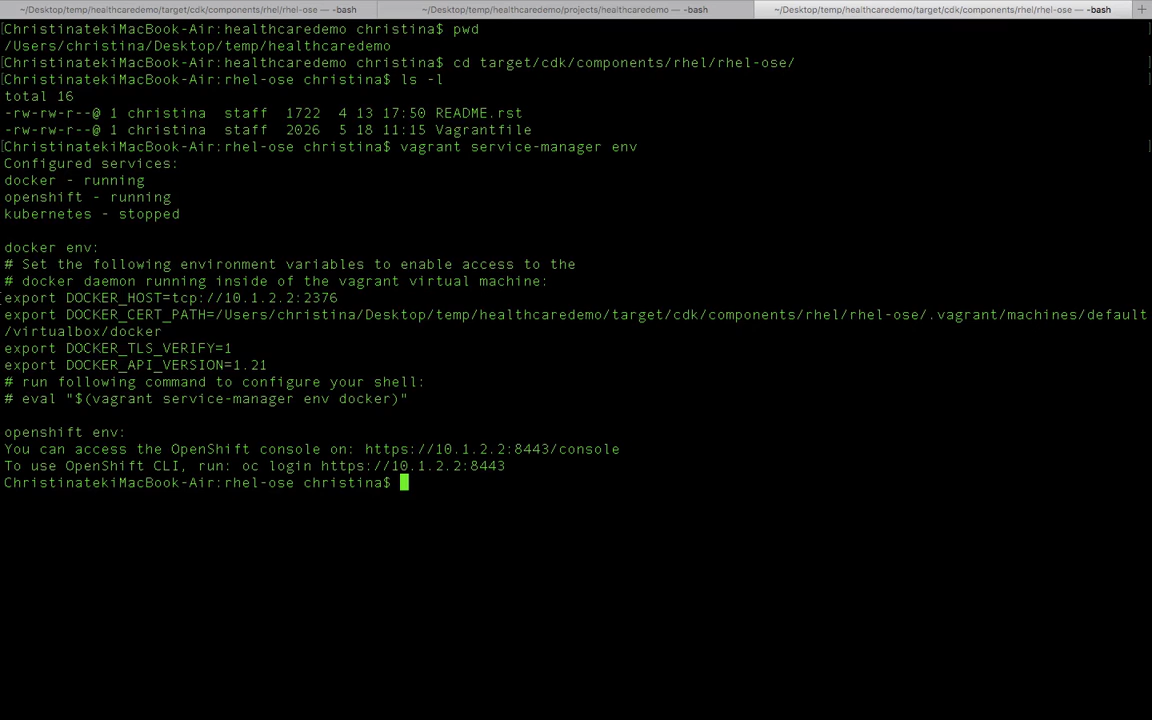 ~/Desktop/temp/healthcaredemo/target/cdk/components/rhel/rhel-ose — -bash
~/Desktop/temp/healthcaredemo/projects/healthcaredemo — -bash
~/Desktop/temp/healthcaredemo/target/cdk/components/rhel/rhel-ose — -bash
[ChristinatekiMacBook-Air:healthcaredemo christina$ pwd
/Users/christina/Desktop/temp/healthcaredemo
[ChristinatekiMacBook-Air:healthcaredemo christina$ cd target/cdk/components/rhel/rhel-ose/
[ChristinatekiMacBook-Air:rhel-ose christina$ ls -l
total 16
-rw-rw-r--@ 1 christina  staff  1722  4 13 17:50 README.rst
-rw-rw-r--@ 1 christina  staff  2026  5 18 11:15 Vagrantfile
[ChristinatekiMacBook-Air:rhel-ose christina$ vagrant service-manager env
Configured services:
docker - running
openshift - running
kubernetes - stopped
docker env:
# Set the following environment variables to enable access to the
# docker daemon running inside of the vagrant virtual machine:
export DOCKER_HOST=tcp://10.1.2.2:2376
export DOCKER_CERT_PATH=/Users/christina/Desktop/temp/healthcaredemo/target/cdk/components/rhel/rhel-ose/.vagrant/machines/default
/virtualbox/docker
export DOCKER_TLS_VERIFY=1
export DOCKER_API_VERSION=1.21
# run following command to configure your shell:
# eval "$(vagrant service-manager env docker)"
openshift env:
You can access the OpenShift console on: https://10.1.2.2:8443/console
To use OpenShift CLI, run: oc login https://10.1.2.2:8443
ChristinatekiMacBook-Air:rhel-ose christina$